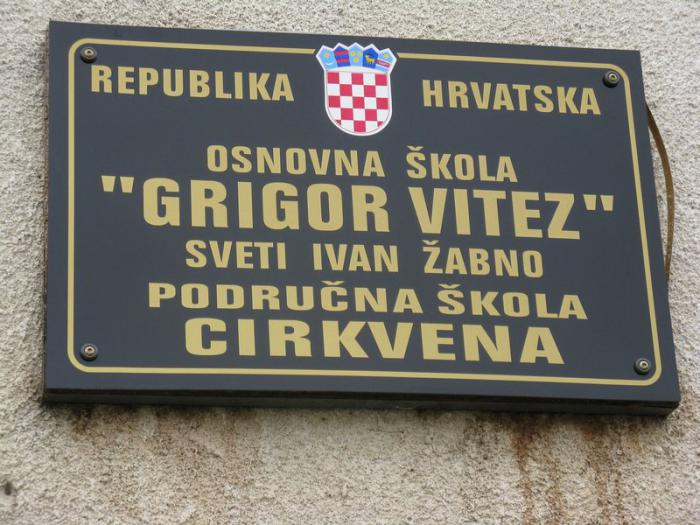 REPUBLIKA HRVATSKA
OSNOVNA ŠKOLA
"GRIGOR VITEZ"
SVETI IVAN ŽABNO
PODRUČNA ŠKOLA
CIRKVENA